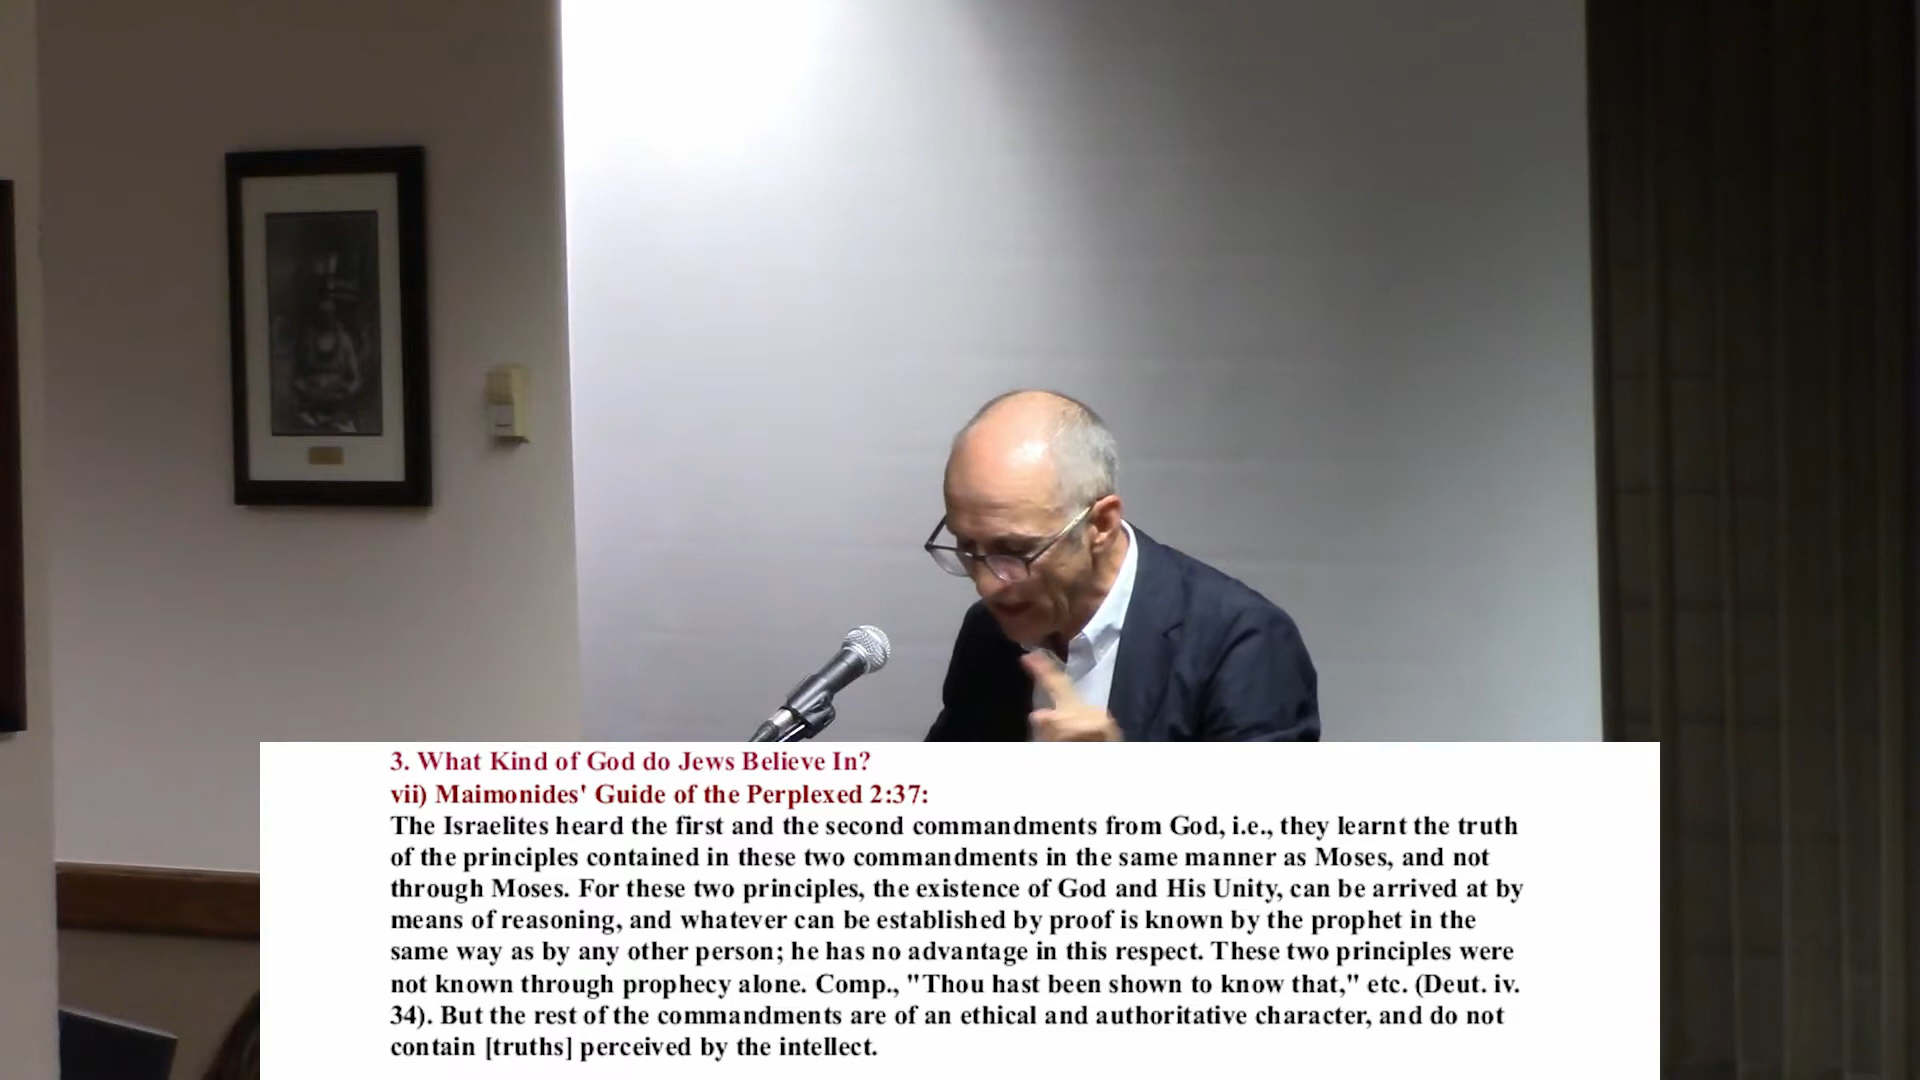 3. What Kind of God do Jews Believe In?
vii) Maimonides' Guide of the Perplexed 2:37:
The Israelites heard the first and the second commandments from God, i.e., they learnt the truth
of the principles contained in these two commandments in the same manner as Moses, and not
through Moses. For these two principles, the existence of God and His Unity, can be arrived at by
means of reasoning, and whatever can be established by proof is known by the prophet in the
same way as by any other person; he has no advantage in this respect. These two principles were
not known through prophecy alone. Comp., "Thou hast been shown to know that," etc. (Deut. iv.
34). But the rest of the commandments are of an ethical and authoritative character, and do not
contain [truths] perceived by the intellect.